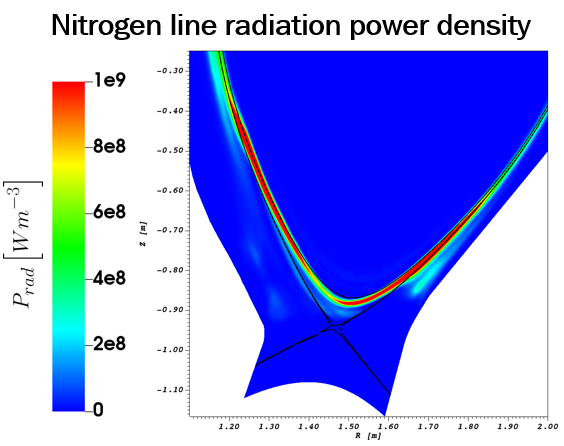 Nitrogen line radiation power density
1e9
8e8
6e8
4e8
2e8
0
P_rad [Wm^-3]
-0.30
-0.40
-0.50
-0.60
-0.70
-0.80
-0.90
-1.00
-1.10
Z [m]
1.20 1.30 1.40 1.50 1.60 1.70 1.80 1.90 2.00
R [m]